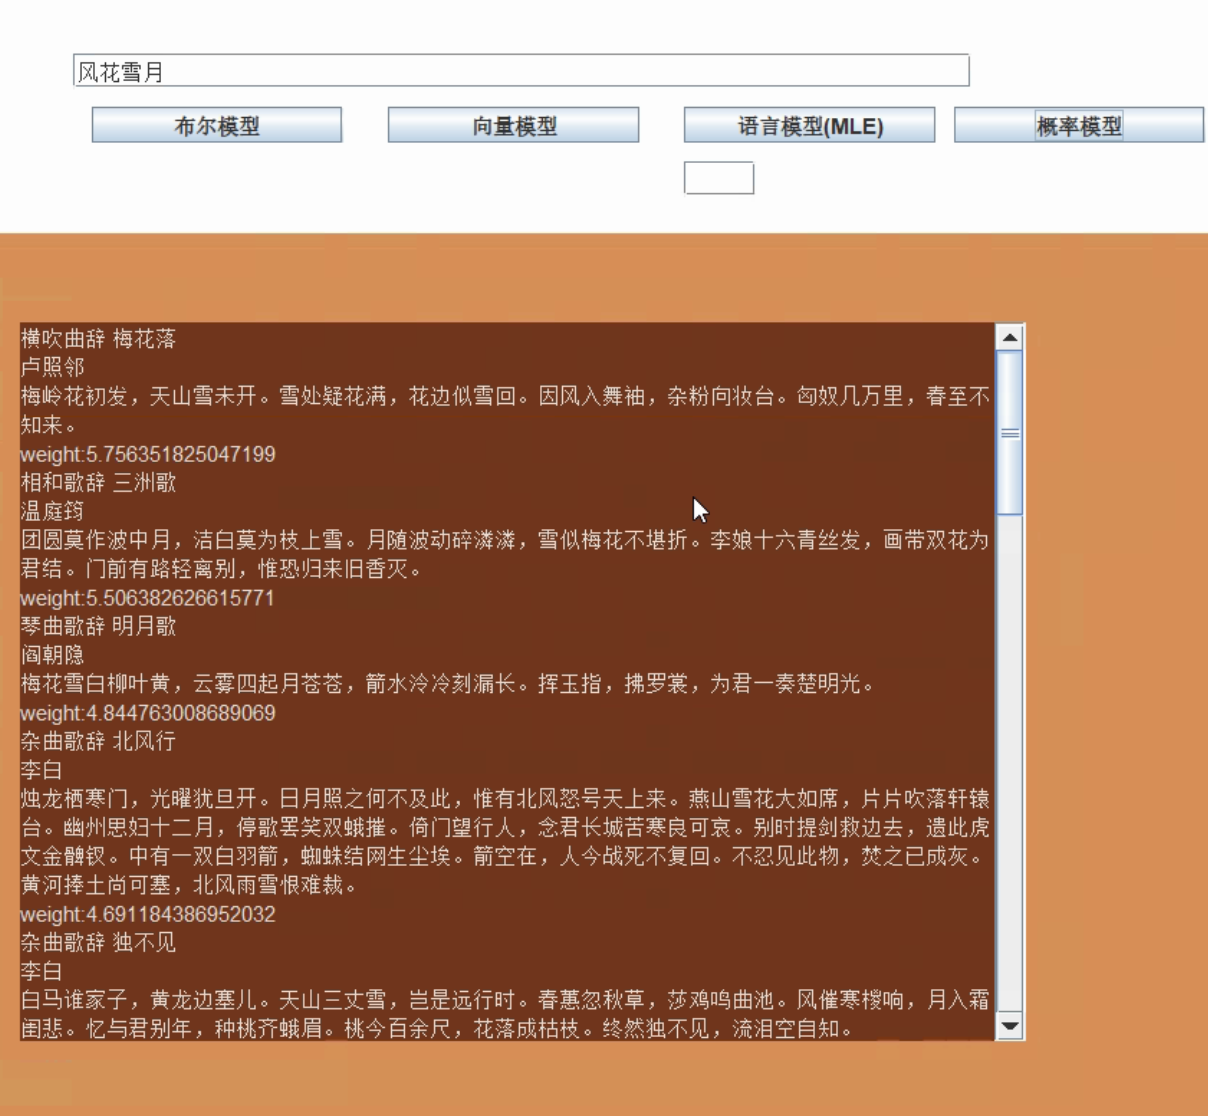 风花雪月
布尔模型
向量模型
语言模型(MLE)
概率模型
横吹曲辞 梅花落
卢照邻
梅岭花初发，天山雪未开。雪处疑花满，花边似雪回。因风入舞袖，杂粉向妆台。匈奴几万里，春至不
知来。
weight:5.756351825047199
相和歌辞 三洲歌
温庭筠
团圆莫作波中月，洁白莫为枝上雪。月随波动碎潾潾，雪似梅花不堪折。李娘十六青丝发，画带双花为
君结。门前有路轻离别，惟恐归来旧香灭。
weight:5.506382626615771
琴曲歌辞 明月歌
阎朝隐
梅花雪白柳叶黄，云雾四起月苍苍，箭水泠泠刻漏长。挥玉指，拂罗裳，为君一奏楚明光。
weight:4.844763008689069
杂曲歌辞 北风行
李白
烛龙栖寒门，光曜犹旦开。日月照之何不及此，惟有北风怒号天上来。燕山雪花大如席，片片吹落轩辕
台。幽州思妇十二月，停歌罢笑双蛾摧。倚门望行人，念君长城苦寒良可哀。别时提剑救边去，遗此虎
文金鞞钗。中有一双白羽箭，蜘蛛结网生尘埃。箭空在，人今战死不复回。不忍见此物，焚之已成灰。
黄河捧土尚可塞，北风雨雪恨难裁。
weight:4.691184386952032
杂曲歌辞 独不见
李白
白马谁家子，黄龙边塞儿。天山三丈雪，岂是远行时。春蕙忽秋草，莎鸡鸣曲池。风催寒椶响，月入霜
闺悲。忆与君别年，种桃齐蛾眉。桃今百余尺，花落成枯枝。终然独不见，流泪空自知。